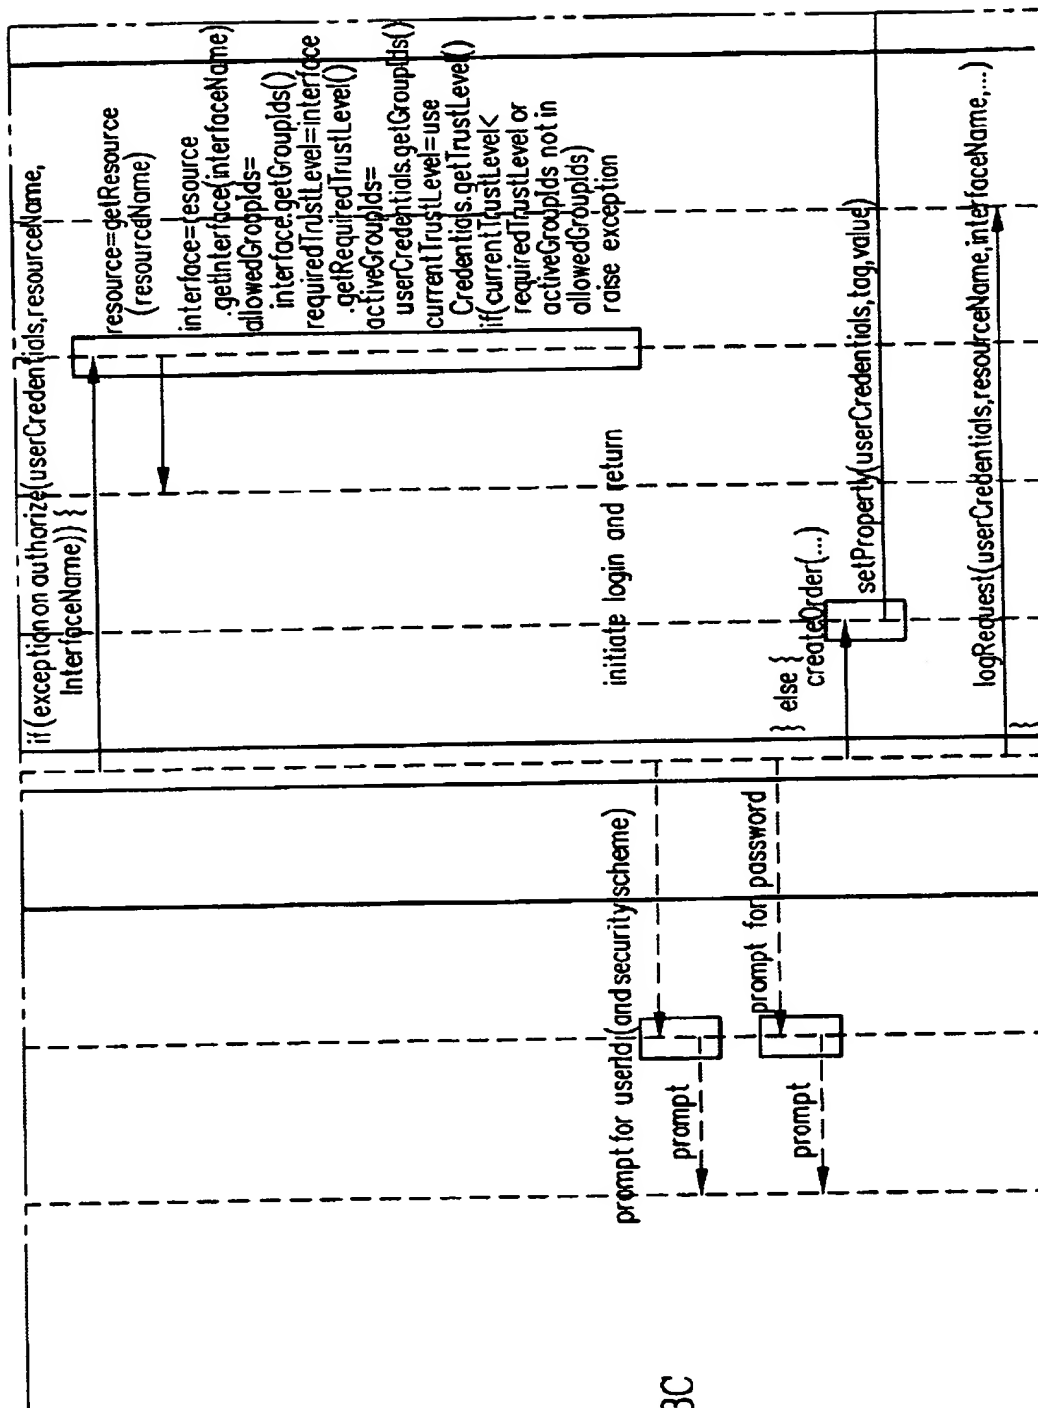 if(exception on authorize(userCredentials,resourceName,
InterfaceName)) {
resource=getResource
(resourceName)
interface=resource
.getInterface(interfaceName)
allowedGroupIds=
interface.getGroupIds()
requiredTrustLevel=interface
.getRequiredTrustLevel()
activeGroupIds=
userCredentials.getGroupIds()
currentTrustLevel=use
Credentials.getTrustLevel()
if(currentTrustLevel<
requiredTrustLevel or
activeGroupIds not in
allowedGroupIds)
raise exception
initiate login and return
prompt for userId (and security scheme)
prompt
prompt for password
prompt
} else {
createOrder(...)
setProperty(userCredentials,tag,value)
logRequest(userCredentials,resourceName,interfaceName,...)
}
3C